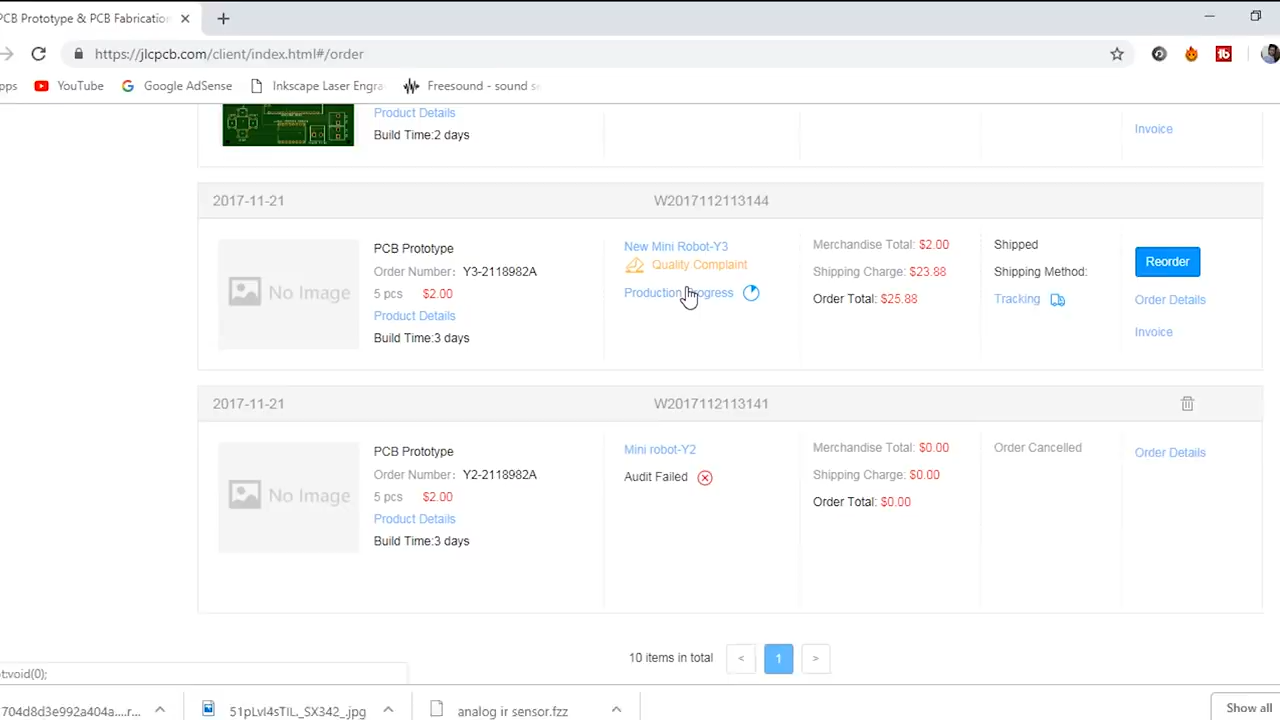 PCB Prototype & PCB Fabricatio
https://jlcpcb.com/client/index.html#/order
pps
YouTube
Google AdSense
Inkscape Laser Engra
Freesound - sound se
Product Details
Build Time:2 days
Invoice
2017-11-21
W2017112113144
PCB Prototype
Order Number: Y3-2118982A
5 pcs $2.00
Product Details
Build Time:3 days
No Image
New Mini Robot-Y3
Quality Complaint
Production Progress
Merchandise Total: $2.00
Shipping Charge: $23.88
Order Total: $25.88
Shipped
Shipping Method:
Tracking
Reorder
Order Details
Invoice
2017-11-21
W2017112113141
No Image
PCB Prototype
Order Number: Y2-2118982A
5 pcs $2.00
Product Details
Build Time:3 days
Mini robot-Y2
Audit Failed
Merchandise Total: $0.00
Shipping Charge: $0.00
Order Total: $0.00
Order Cancelled
Order Details
10 items in total < 1 >
t:void(0);
704d8d3e992a404a....r...
51pLvI4sTIL._SX342_.jpg
analog ir sensor.fzz
Show all